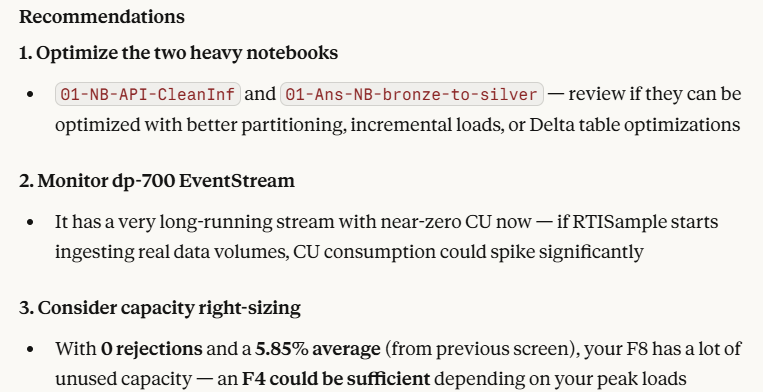 Recommendations
1. Optimize the two heavy notebooks
• 01-NB-API-CleanInf and 01-Ans-NB-bronze-to-silver — review if they can be
optimized with better partitioning, incremental loads, or Delta table optimizations
2. Monitor dp-700 EventStream
• It has a very long-running stream with near-zero CU now — if RTISample starts
ingesting real data volumes, CU consumption could spike significantly
3. Consider capacity right-sizing
• With 0 rejections and a 5.85% average (from previous screen), your F8 has a lot of
unused capacity — an F4 could be sufficient depending on your peak loads